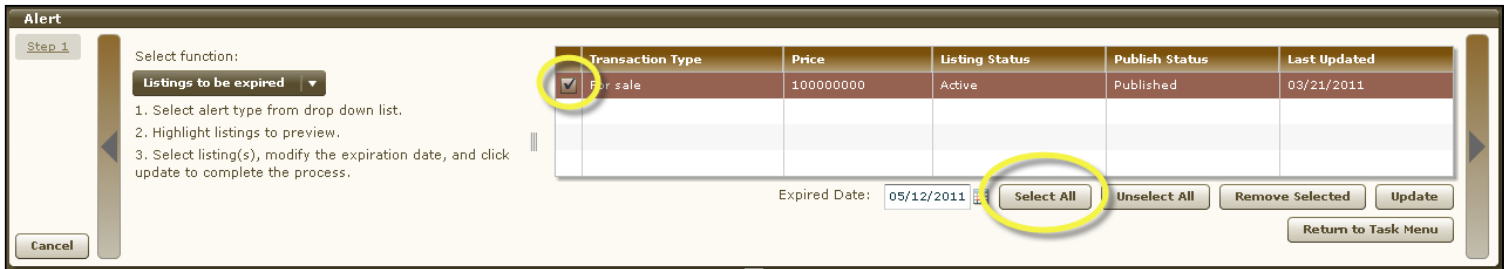 Alert
Step 1
Select function:
Listings to be expired
1. Select alert type from drop down list.
2. Highlight listings to preview.
3. Select listing(s), modify the expiration date, and click
update to complete the process.
Transaction Type Price Listing Status Publish Status Last Updated
For sale 100000000 Active Published 03/21/2011
Expired Date: 05/12/2011 Select All Unselect All Remove Selected Update
Return to Task Menu
Cancel